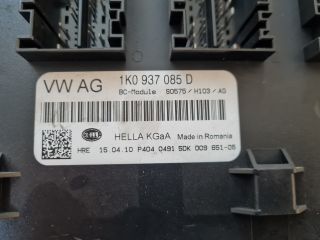 VW AG 1K0 937 085 D
BC-Module S0575/H103/AG
HELLA KGaA Made in Romania
HRE 15.04.10 P404 0491 5DK 009 651-05